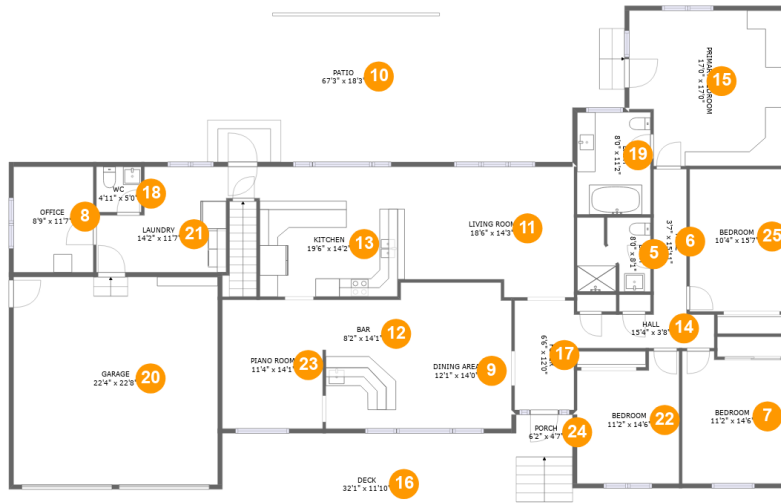 PATIO
67'3" x 18'3"
10
15
17'0" x 17'0"
19
8'0" x 11'2"
WC
4'11" x 5'0"
18
OFFICE
8'9" x 11'7"
8
LAUNDRY
14'2" x 11'7"
21
KITCHEN
19'6" x 14'2"
13
LIVING ROOM
18'6" x 14'3"
11
5
8'0" x 8'1"
6
3'7" x 15'11"
BEDROOM
10'4" x 15'7"
25
HALL
15'4" x 3'8"
14
BAR
8'2" x 14'1"
12
PIANO ROOM
11'4" x 14'1"
23
DINING AREA
12'1" x 14'0"
9
17
6'6" x 12'0"
GARAGE
22'4" x 22'8"
20
PORCH
6'2" x 4'7"
24
BEDROOM
11'2" x 14'6"
22
BEDROOM
11'2" x 14'6"
7
DECK
32'1" x 11'10"
16